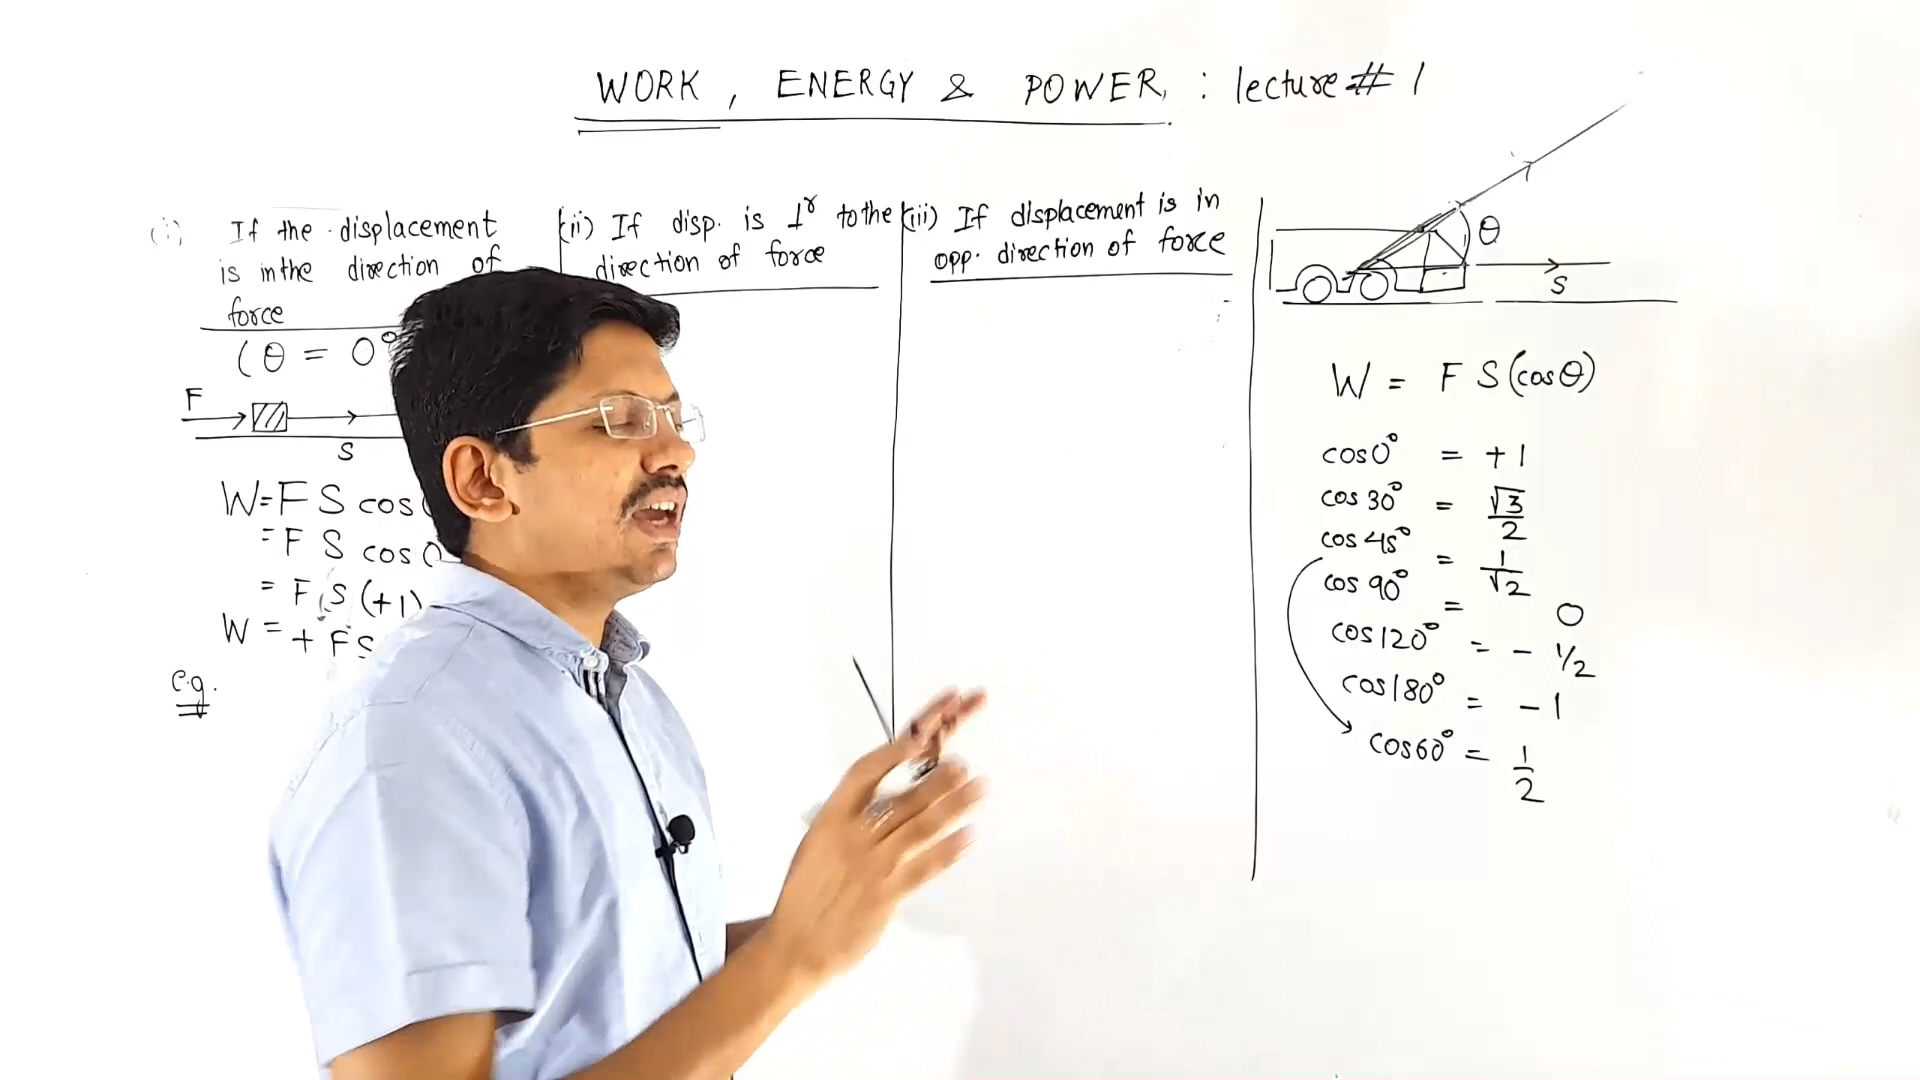 WORK, ENERGY & POWER, : lecture # 1
(i) If the displacement
is in the direction of
force
(θ = 0°
F
S
W = F S cos
= F S cos 0
= F S (+1)
W = + F S
e.g.
(ii) If disp. is ⊥r to the
direction of force
(iii) If displacement is in
opp. direction of force
θ
S
W = F S (cos θ)
cos 0° = +1
cos 30° = √3/2
cos 45° = 1/√2
cos 90° = 0
cos 120° = - 1/2
cos 180° = - 1
cos 60° = 1/2